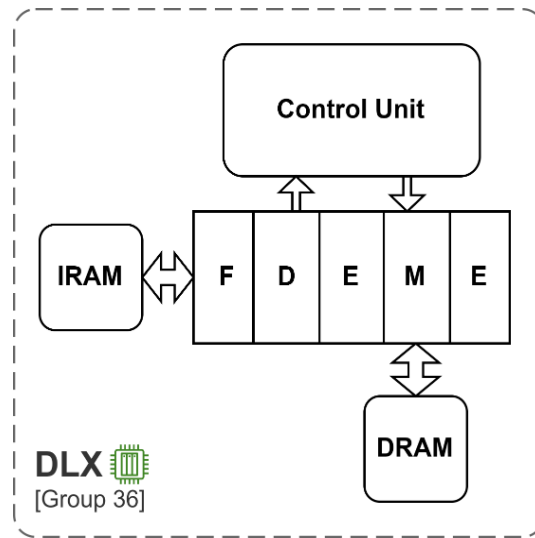 Control Unit
IRAM
F D E M E
DRAM
DLX
[Group 36]